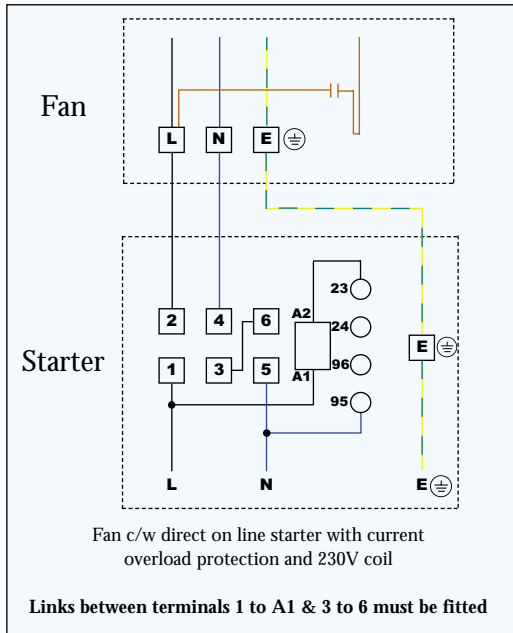 Fan
L N E
23
2 4 6 A2 24
Starter
E
1 3 5 A1 96
95
L N E
Fan c/w direct on line starter with current
overload protection and 230V coil
Links between terminals 1 to A1 & 3 to 6 must be fitted